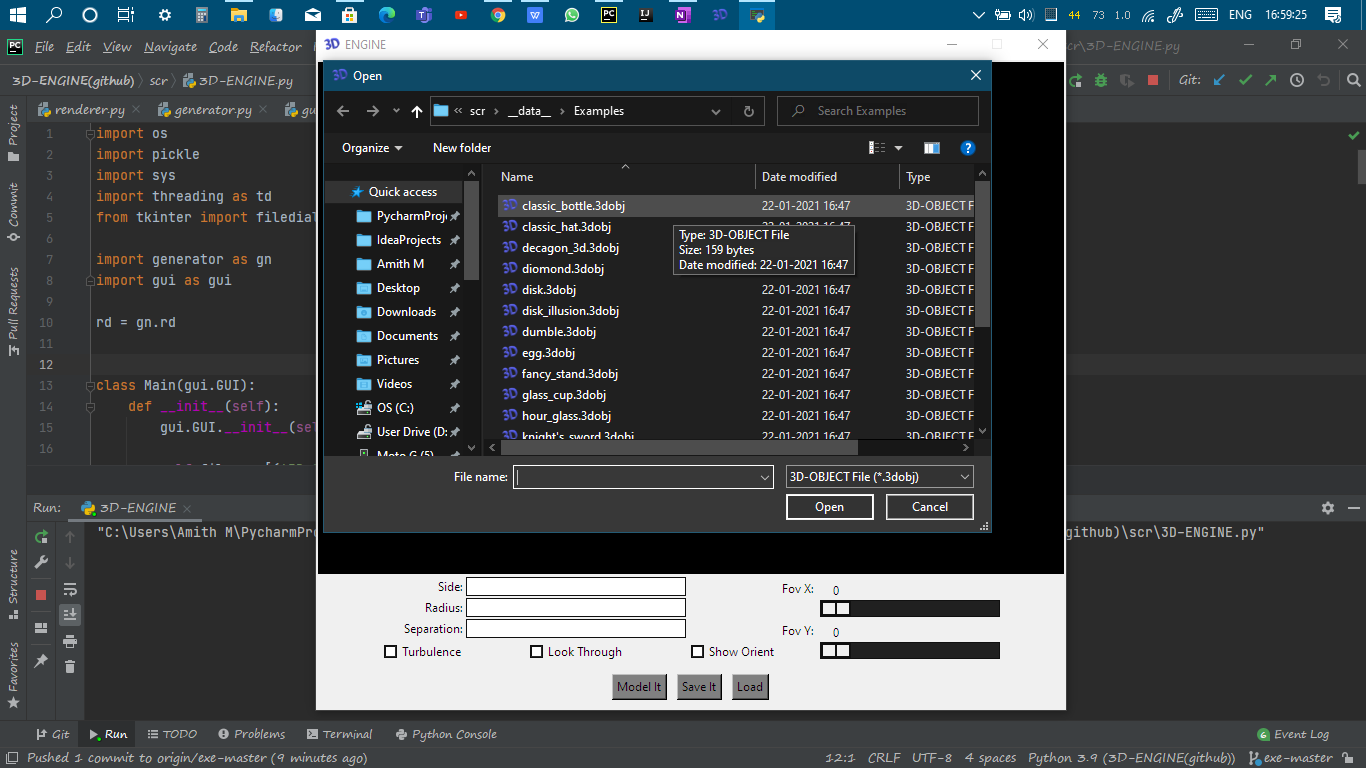 44 73 1.0 ENG 16:59:25
PC File Edit View Navigate Code Refactor
3D ENGINE
scr\3D-ENGINE.py
3D-ENGINE(github) scr 3D-ENGINE.py
Git:
renderer.py generator.py
3D Open
« scr > __data__ > Examples
Search Examples
Organize New folder
Name Date modified Type
Quick access
PycharmProj
IdeaProjects
Amith M
Desktop
Downloads
Documents
Pictures
Videos
OS (C:)
User Drive (D:
Moto G (5)
classic_bottle.3dobj 22-01-2021 16:47 3D-OBJECT F
classic_hat.3dobj 22-01-2021 16:47 3D-OBJECT F
decagon_3d.3dobj 3D-OBJECT F
diomond.3dobj 3D-OBJECT F
disk.3dobj 22-01-2021 16:47 3D-OBJECT F
disk_illusion.3dobj 22-01-2021 16:47 3D-OBJECT F
dumble.3dobj 22-01-2021 16:47 3D-OBJECT F
egg.3dobj 22-01-2021 16:47 3D-OBJECT F
fancy_stand.3dobj 22-01-2021 16:47 3D-OBJECT F
glass_cup.3dobj 22-01-2021 16:47 3D-OBJECT F
hour_glass.3dobj 22-01-2021 16:47 3D-OBJECT F
knight's_sword.3dobj 22-01-2021 16:47 3D-OBJECT F
Type: 3D-OBJECT File
Size: 159 bytes
Date modified: 22-01-2021 16:47
File name: 3D-OBJECT File (*.3dobj)
Open Cancel
Project
Commit
Pull Requests
Structure
Favorites
1 import os
2 import pickle
3 import sys
4 import threading as td
5 from tkinter import filedial
6
7 import generator as gn
8 import gui as gui
9
10 rd = gn.rd
11
12
13 class Main(gui.GUI):
14 def __init__(self):
15 gui.GUI.__init__(sel
16
Run: 3D-ENGINE
"C:\Users\Amith M\PycharmPro
github)\scr\3D-ENGINE.py"
Side:
Radius:
Separation:
Turbulence Look Through Show Orient
Fov X: 0
Fov Y: 0
Model It Save It Load
Git Run TODO Problems Terminal Python Console 6 Event Log
Pushed 1 commit to origin/exe-master (9 minutes ago) 12:1 CRLF UTF-8 4 spaces Python 3.9 (3D-ENGINE(github)) exe-master